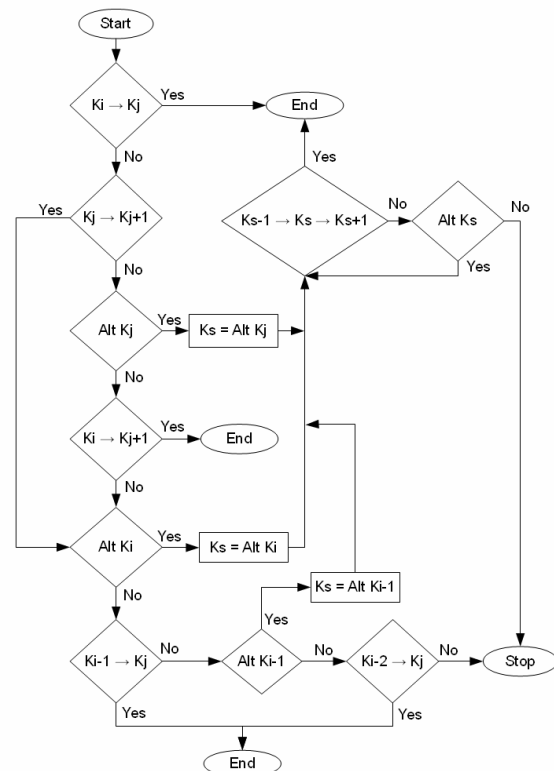 Start
Ki → Kj
Yes
End
No
Yes
Yes
Kj → Kj+1
Ks-1 → Ks → Ks+1
No
Alt Ks
No
No
Yes
Alt Kj
Yes
Ks = Alt Kj
No
Ki → Kj+1
Yes
End
No
Alt Ki
Yes
Ks = Alt Ki
No
Ks = Alt Ki-1
Yes
Ki-1 → Kj
No
Alt Ki-1
No
Ki-2 → Kj
No
Stop
Yes
Yes
End